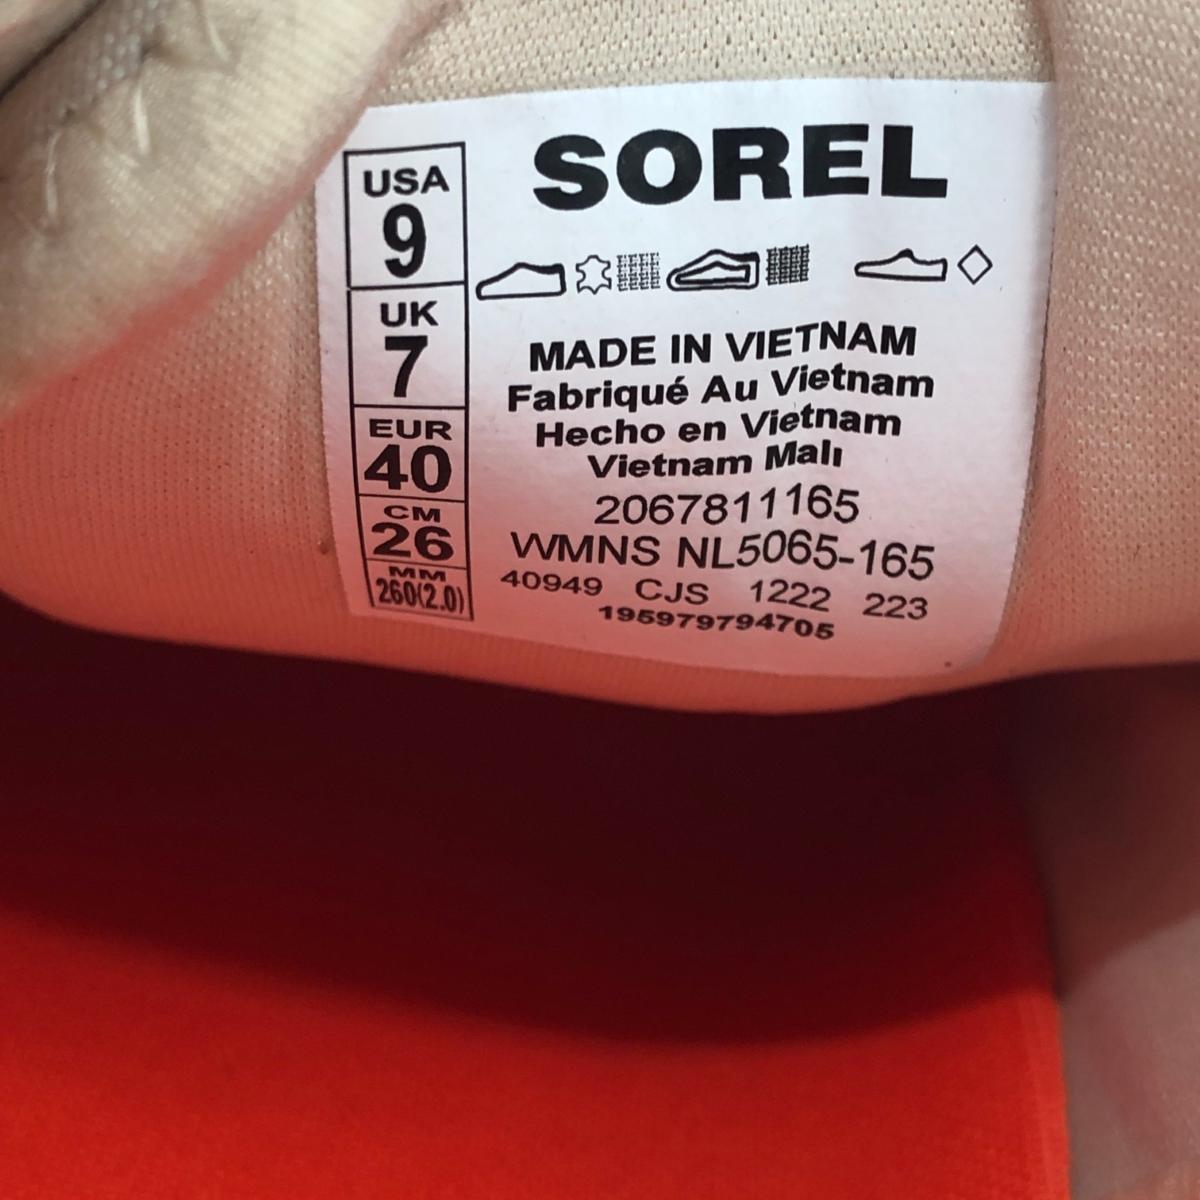 SOREL
USA
9
UK
7
EUR
40
CM
26
MM
260(2.0)
MADE IN VIETNAM
Fabriqué Au Vietnam
Hecho en Vietnam
Vietnam Malı
2067811165
WMNS NL5065-165
40949 CJS 1222 223
195979794705